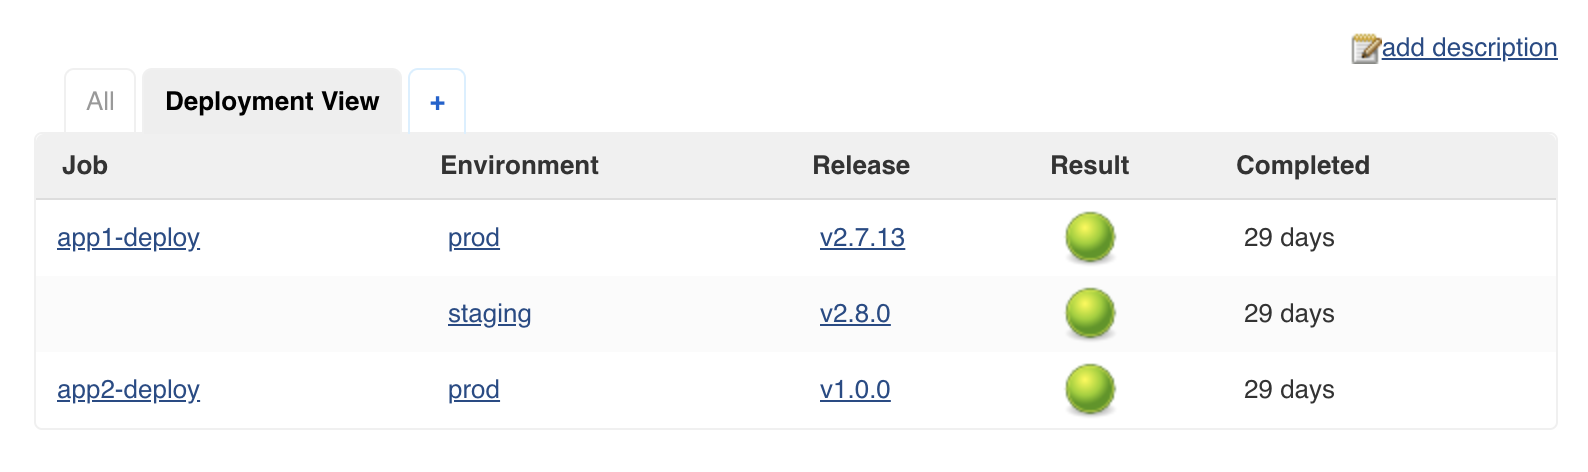 add description
All Deployment View +
Job Environment Release Result Completed
app1-deploy prod v2.7.13 29 days
staging v2.8.0 29 days
app2-deploy prod v1.0.0 29 days